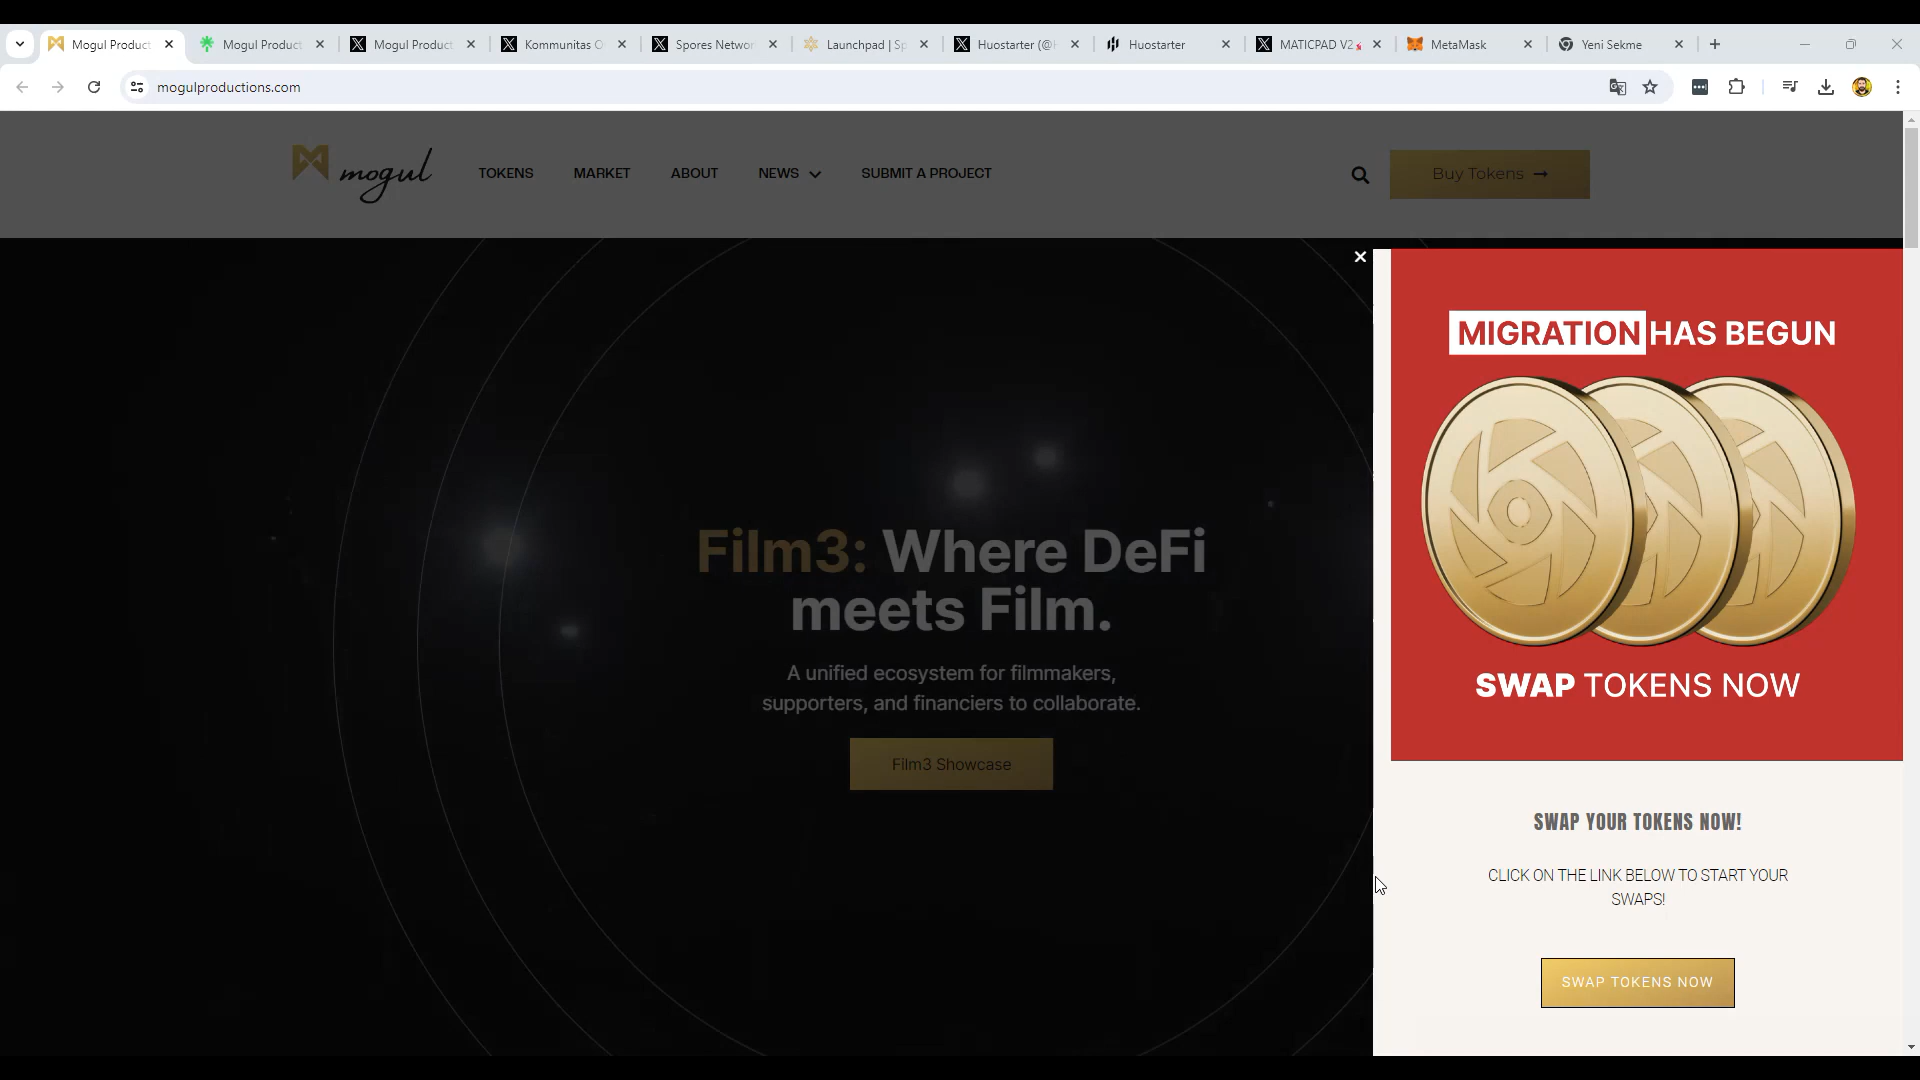 Mogul Product
Mogul Product
Mogul Product
Kommunitas O
Spores Networ
Launchpad | Sp
Huostarter (@H
Huostarter
MATICPAD V2
MetaMask
Yeni Sekme
mogulproductions.com
mogul
TOKENS
MARKET
ABOUT
NEWS
SUBMIT A PROJECT
Buy Tokens
Film3: Where DeFi
meets Film.
A unified ecosystem for filmmakers,
supporters, and financiers to collaborate.
Film3 Showcase
MIGRATION HAS BEGUN
SWAP TOKENS NOW
SWAP YOUR TOKENS NOW!
CLICK ON THE LINK BELOW TO START YOUR
SWAPS!
SWAP TOKENS NOW